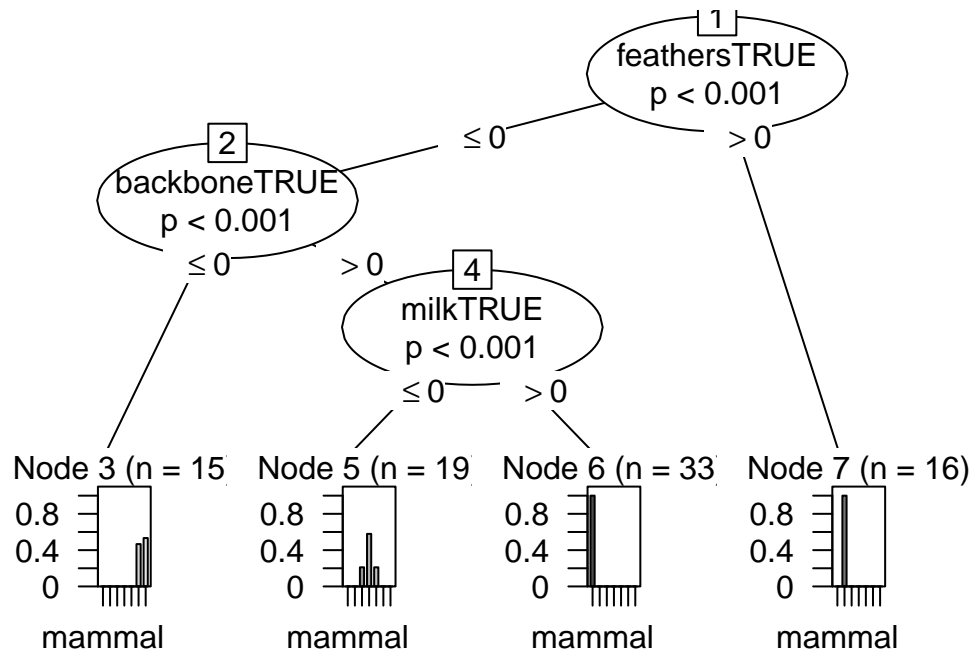 1
feathersTRUE
p < 0.001
≤ 0
> 0
2
backboneTRUE
p < 0.001
≤ 0
> 0
4
milkTRUE
p < 0.001
≤ 0
> 0
Node 3 (n = 15
Node 5 (n = 19
Node 6 (n = 33
Node 7 (n = 16)
0.8
0.4
0
mammal
0.8
0.4
0
mammal
0.8
0.4
0
mammal
0.8
0.4
0
mammal